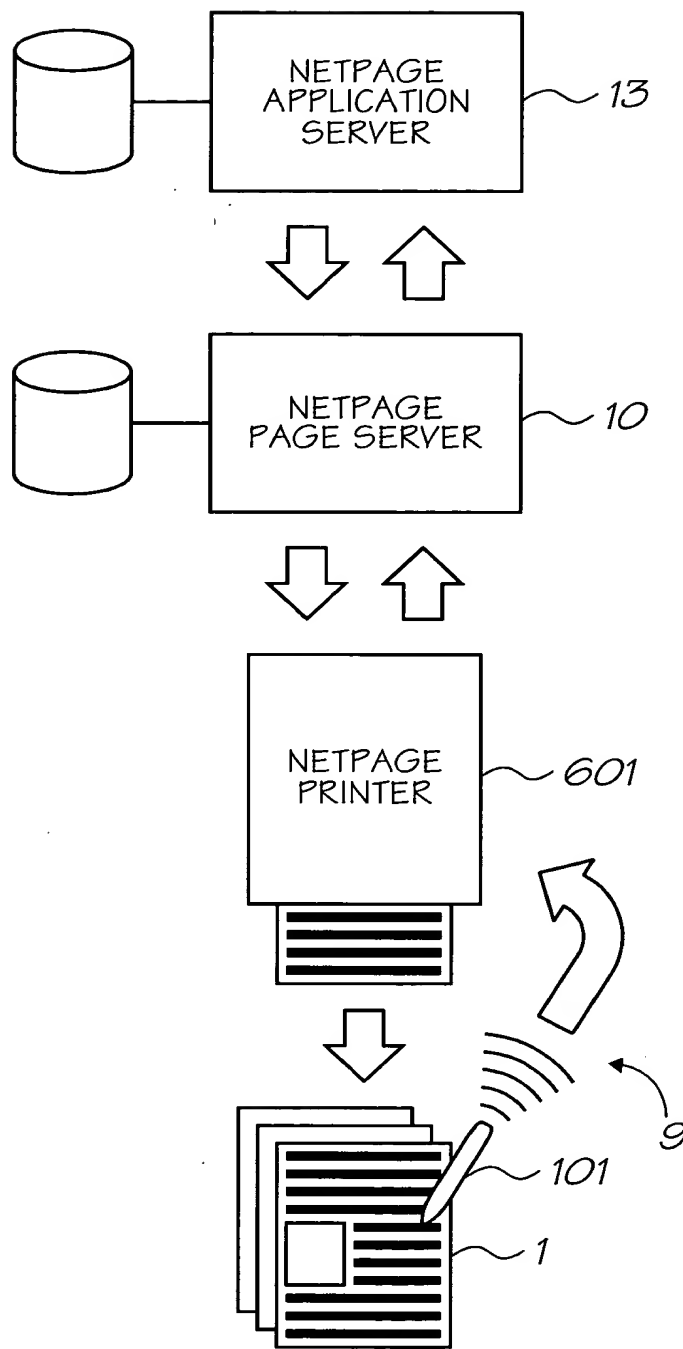 NETPAGE
APPLICATION
SERVER
13
NETPAGE
PAGE SERVER
10
NETPAGE
PRINTER
601
9
101
1